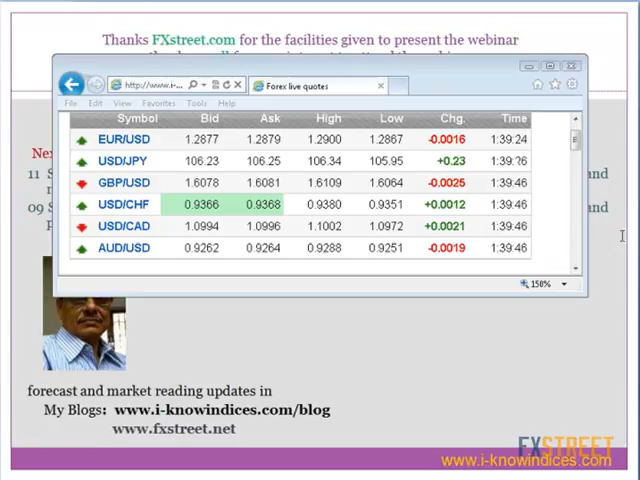 Thanks FXstreet.com for the facilities given to present the webinar
http://www.i-
Forex live quotes
File Edit View Favorites Tools Help
Symbol Bid Ask High Low Chg. Time
EUR/USD 1.2877 1.2879 1.2900 1.2867 -0.0016 1:39:24
USD/JPY 106.23 106.25 106.34 105.95 +0.23 1:39:26
GBP/USD 1.6078 1.6081 1.6109 1.6064 -0.0025 1:39:46
USD/CHF 0.9366 0.9368 0.9380 0.9351 +0.0012 1:39:46
USD/CAD 1.0994 1.0996 1.1002 1.0972 +0.0021 1:39:46
AUD/USD 0.9262 0.9264 0.9288 0.9251 -0.0019 1:39:46
150%
11 S
and
09 S
and
forecast and market reading updates in
My Blogs: www.i-knowindices.com/blog
www.fxstreet.net
FXSTREET
www.i-knowindices.com